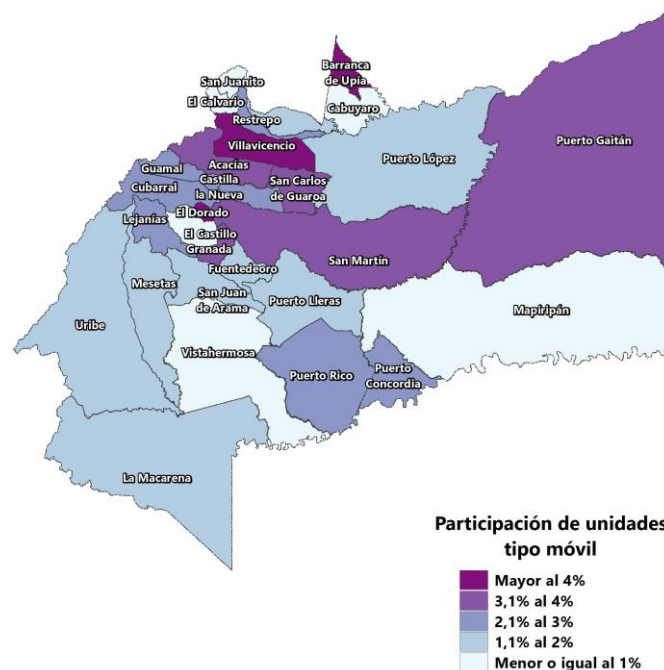 Barranca
de Upía
San Juanito
El Calvario
Cabuyaro
Restrepo
Villavicencio
Puerto Gaitán
Puerto López
Guamal
Acacías
Castilla
la Nueva
San Carlos
de Guaroa
Cubarral
Lejanías
El Dorado
El Castillo
Granada
San Martín
Fuentedeoro
Mesetas
San Juan
de Arama
Puerto Lleras
Mapiripán
Uribe
Vistahermosa
Puerto Rico
Puerto
Concordia
La Macarena
Participación de unidades
tipo móvil
Mayor al 4%
3,1% al 4%
2,1% al 3%
1,1% al 2%
Menor o igual al 1%